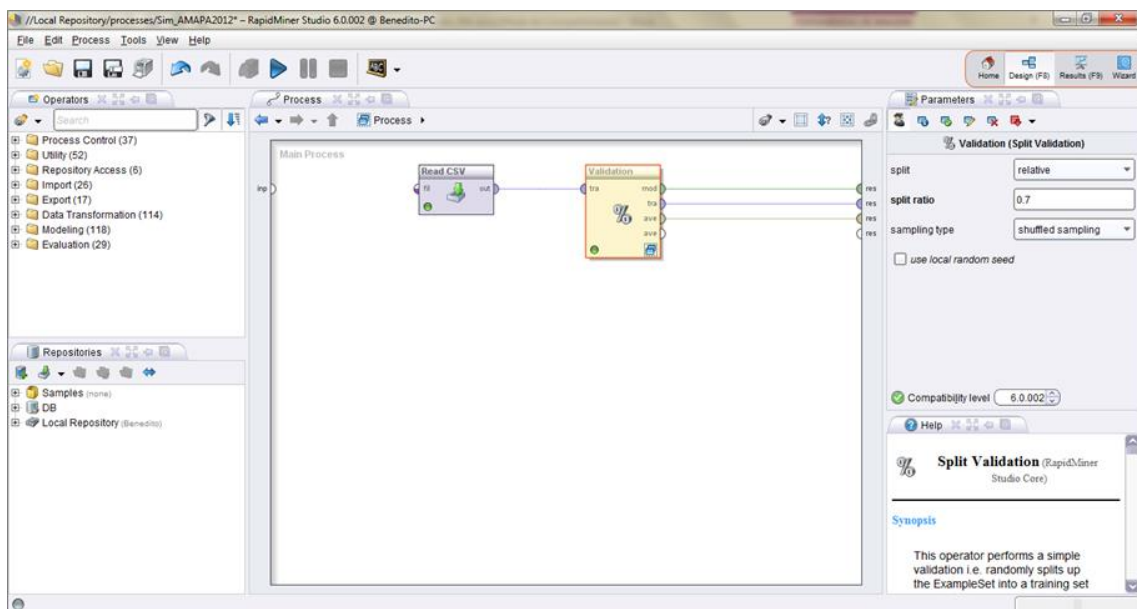 //Local Repository/processes/Sim_AMAPA2012* – RapidMiner Studio 6.0.002 @ Benedito-PC
File Edit Process Tools View Help
Home Design (F8) Results (F9) Wizard
Operators
Search
Process Control (37)
Utility (52)
Repository Access (6)
Import (26)
Export (17)
Data Transformation (114)
Modeling (118)
Evaluation (29)
Repositories
Samples (none)
DB
Local Repository (Benedito)
Process
Process
Main Process
inp
Read CSV
fil out
Validation
tra mod
tra
ave
ave
res
res
res
res
Parameters
Validation (Split Validation)
split relative
split ratio 0.7
sampling type shuffled sampling
use local random seed
Compatibility level 6.0.002
Help
Split Validation (RapidMiner
Studio Core)
Synopsis
This operator performs a simple
validation i.e. randomly splits up
the ExampleSet into a training set